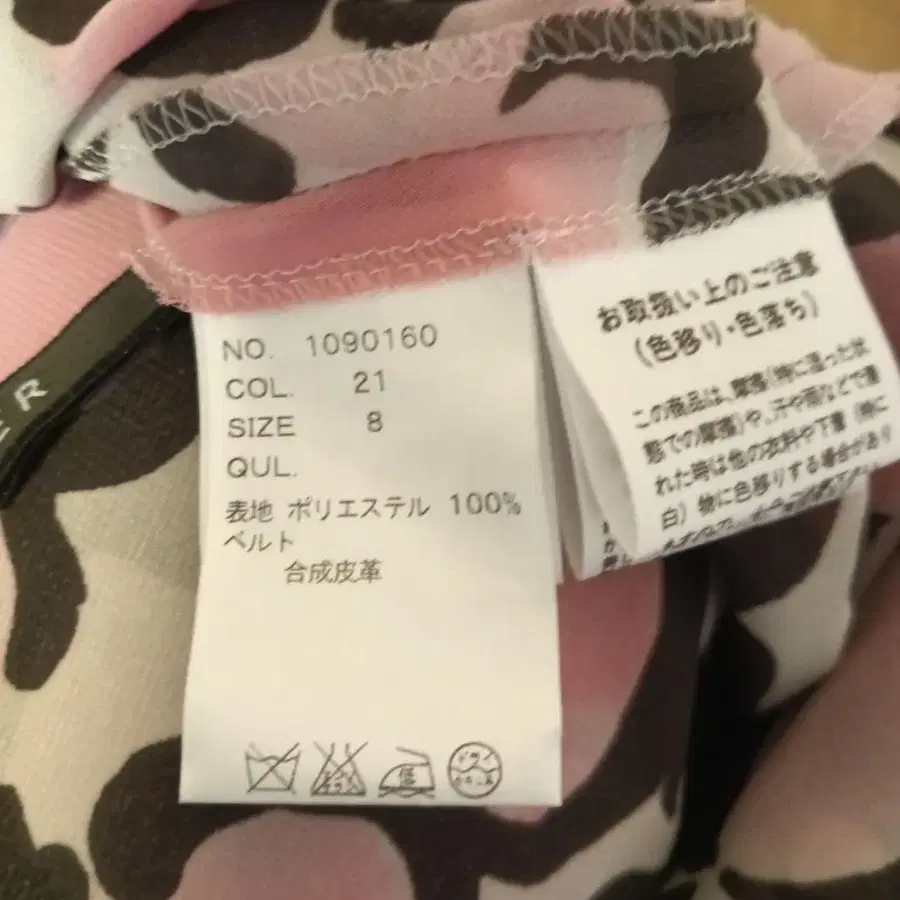 NO. 1090160
COL. 21
SIZE 8
QUL.
表地 ポリエステル 100%
ベルト
合成皮革
低
お取扱い上のご注意
(色移り・色落ち)
この商品は、摩擦(特に湿った状
態での摩擦)や、汗や雨などで濡
れた時は他の衣料や下着(特に
白)物に色移りする場合があり
ER